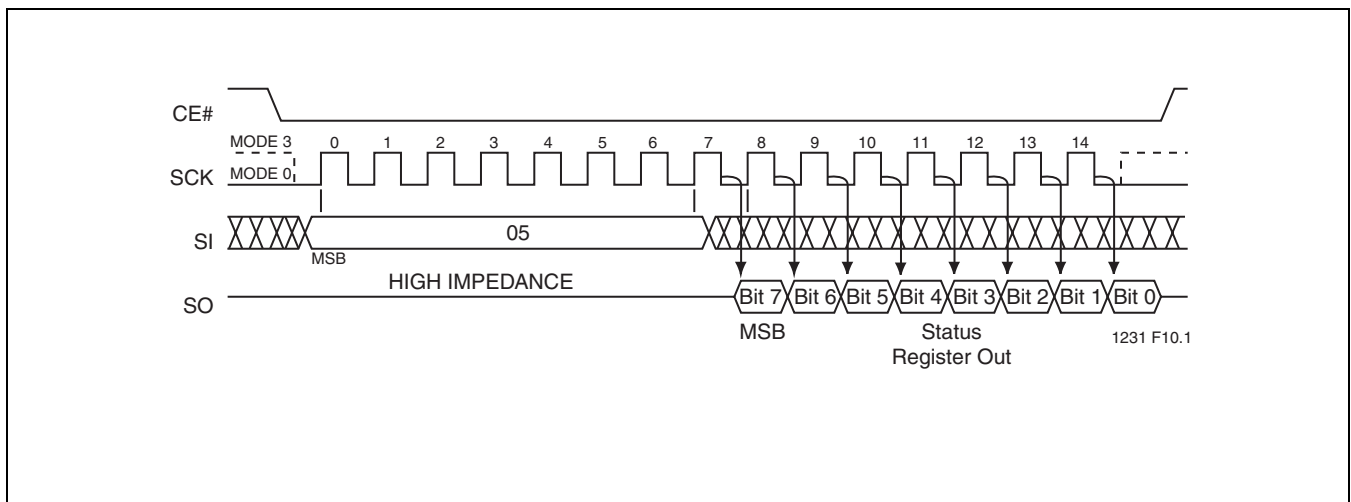 CE#
MODE 3 0 1 2 3 4 5 6 7 8 9 10 11 12 13 14
SCK MODE 0
SI 05
MSB
HIGH IMPEDANCE
SO Bit 7 Bit 6 Bit 5 Bit 4 Bit 3 Bit 2 Bit 1 Bit 0
MSB Status 1231 F10.1
Register Out